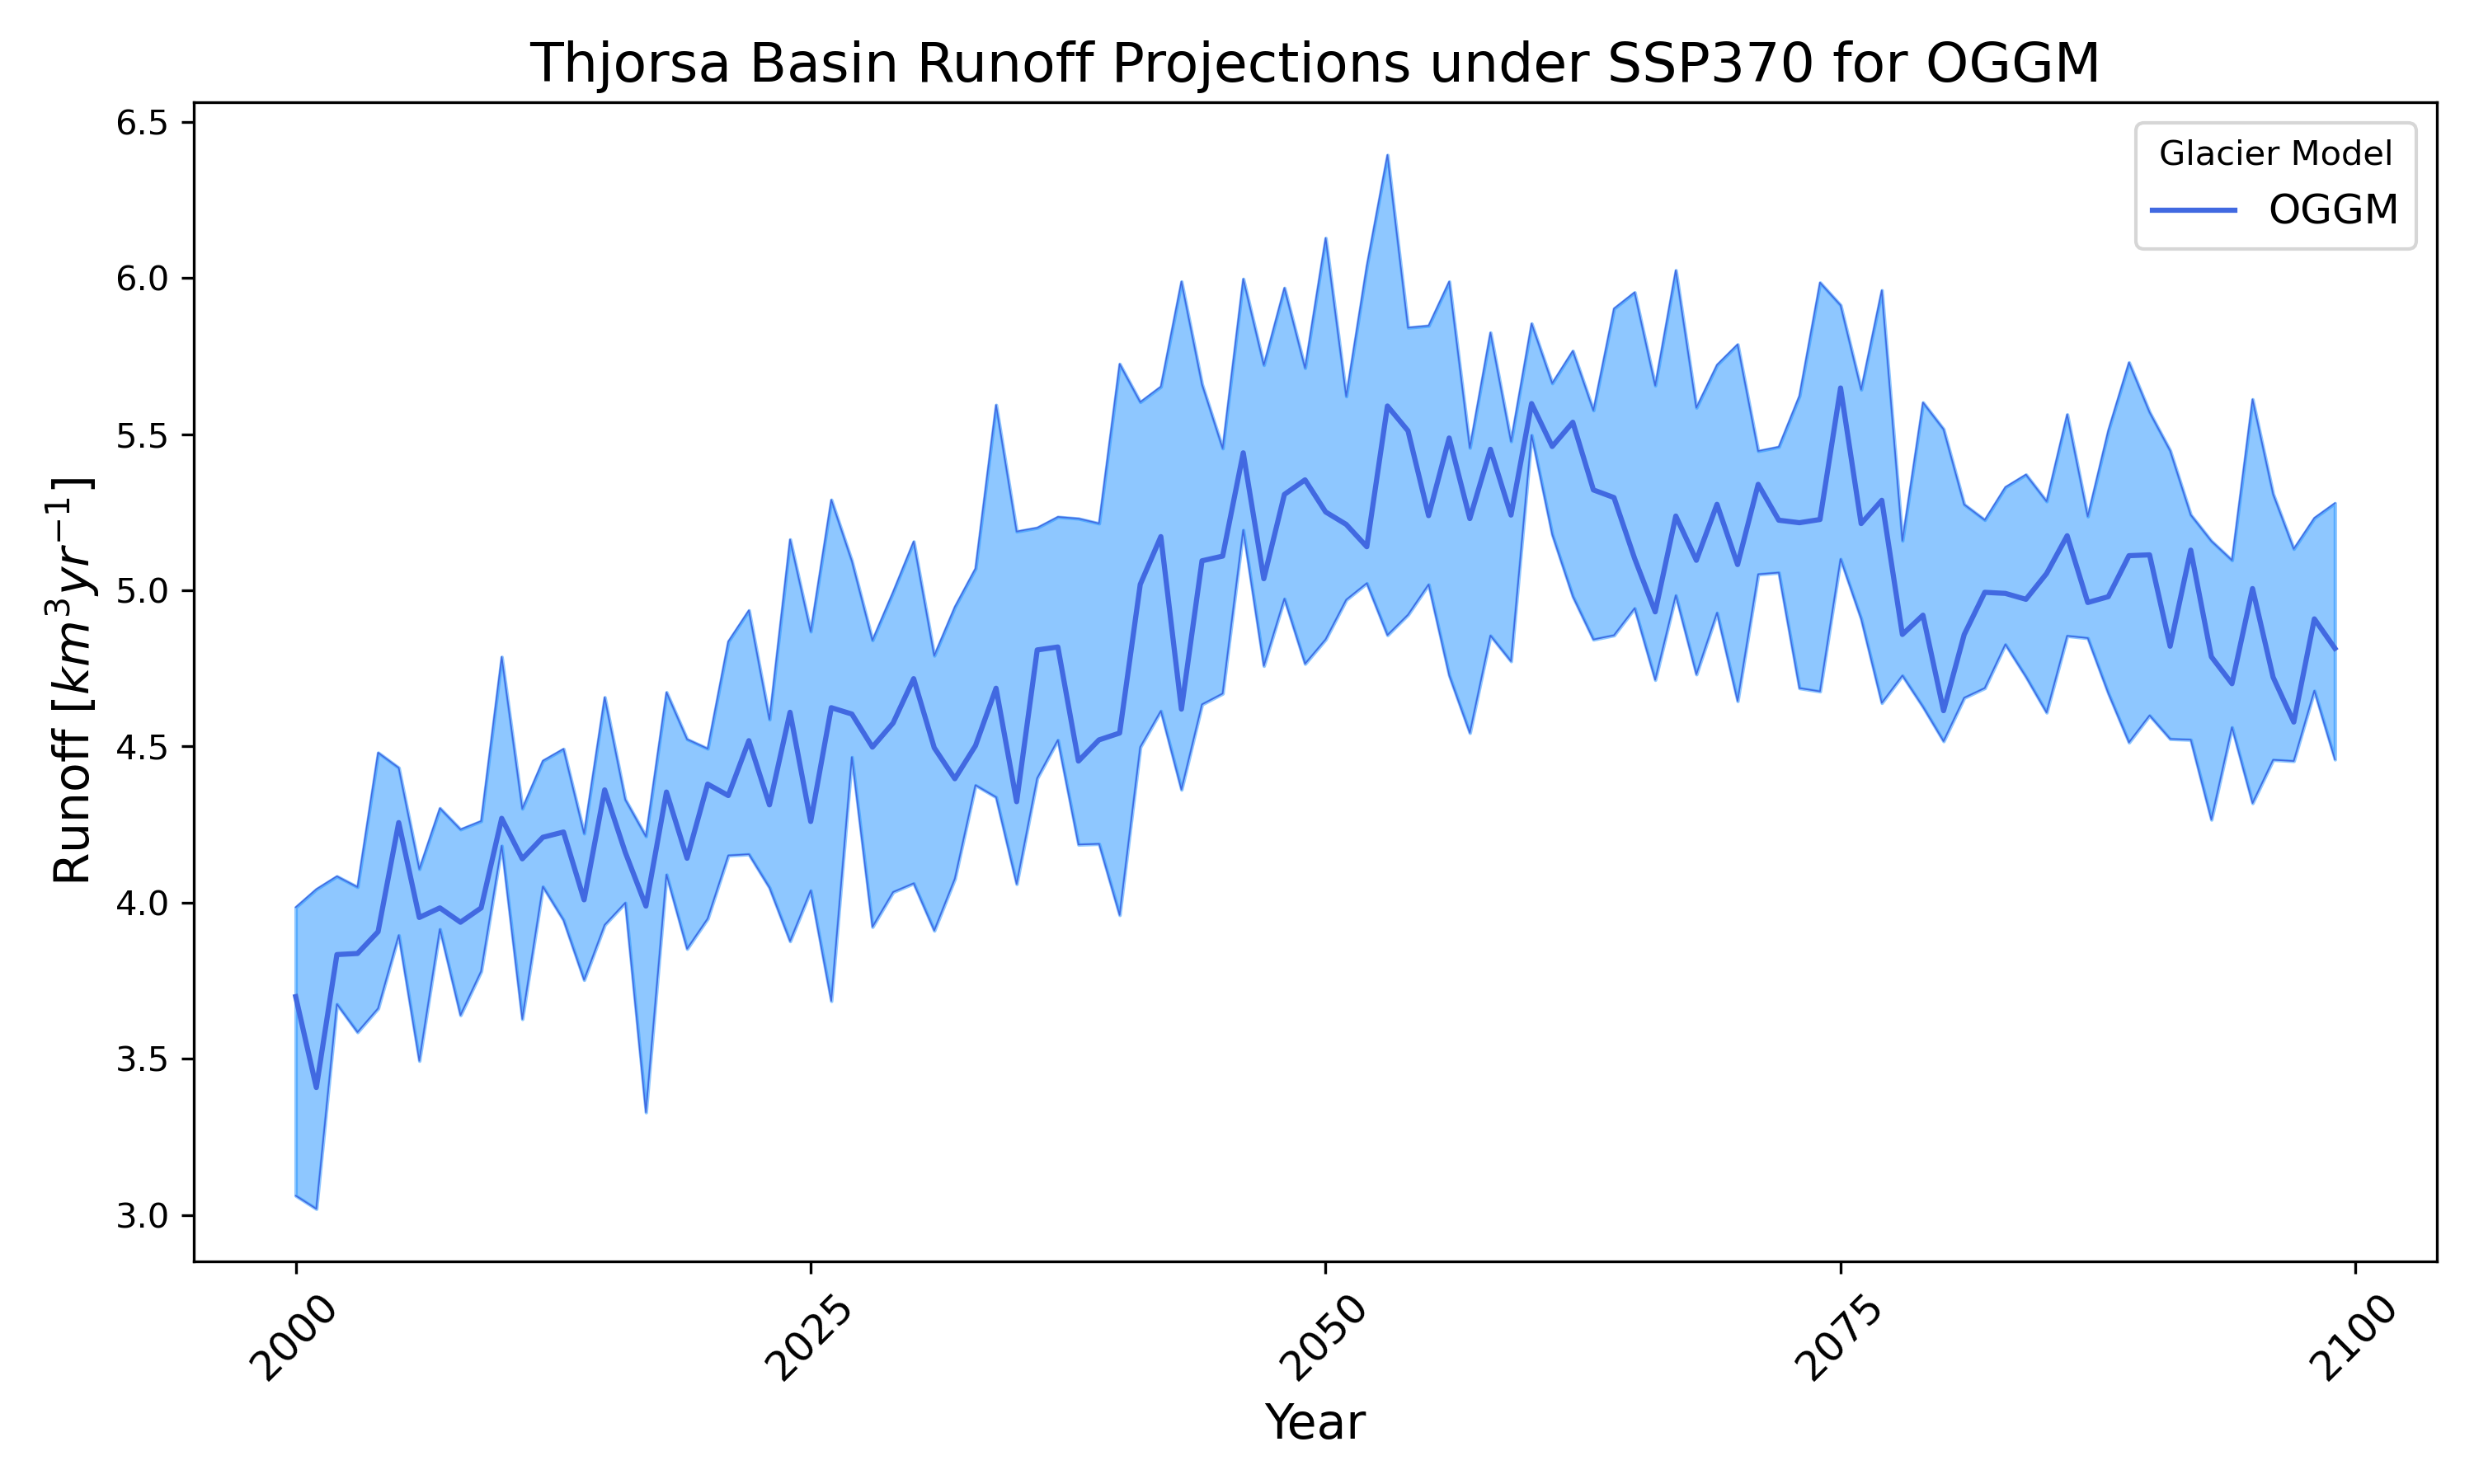 Thjorsa Basin Runoff Projections under SSP370 for OGGM
Glacier Model
OGGM
Runoff [km³yr⁻¹]
6.5
6.0
5.5
5.0
4.5
4.0
3.5
3.0
2000
2025
2050
2075
2100
Year